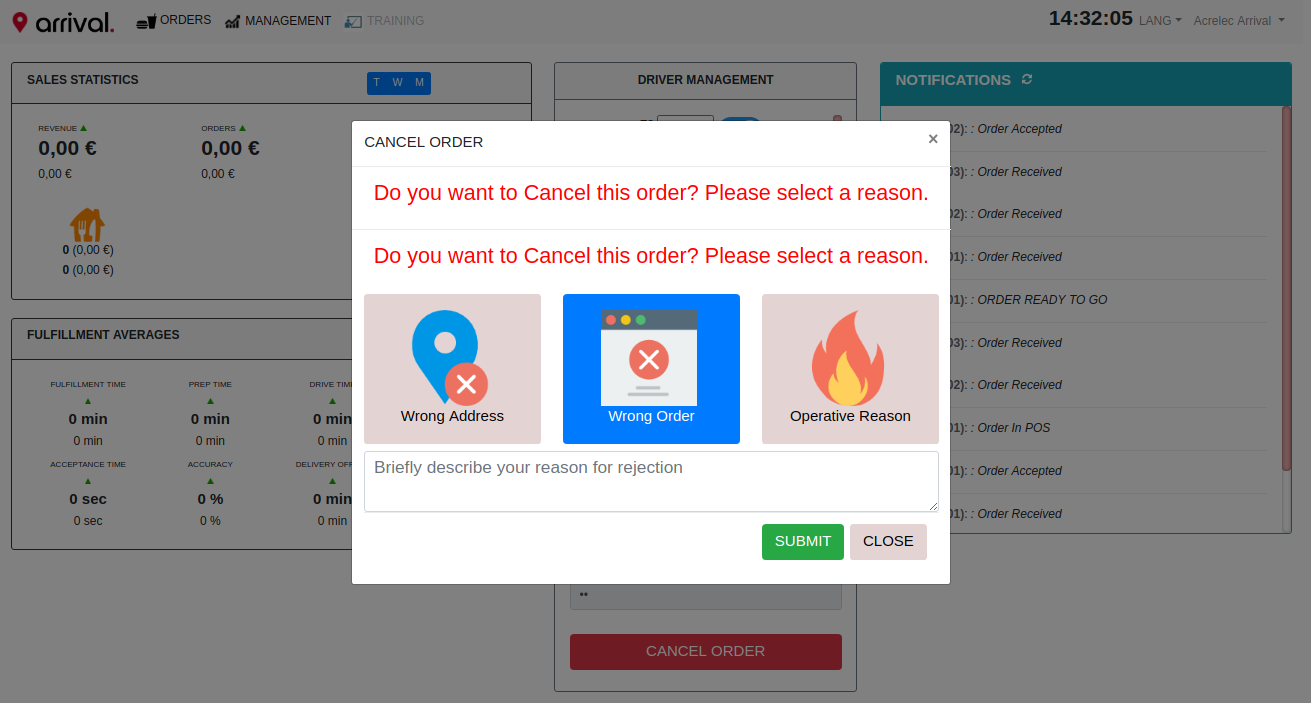 arrival.
ORDERS
MANAGEMENT
TRAINING
14:32:05
LANG
Acrelec Arrival
SALES STATISTICS
T W M
REVENUE
ORDERS
0,00 €
0,00 €
0,00 €
0,00 €
0 (0,00 €)
0 (0,00 €)
FULFILLMENT AVERAGES
FULFILLMENT TIME
PREP TIME
DRIVE TIME
0 min
0 min
0 min
0 min
0 min
0 min
ACCEPTANCE TIME
ACCURACY
DELIVERY OFF
0 sec
0 %
0 min
0 sec
0 %
0 min
DRIVER MANAGEMENT
CANCEL ORDER
×
Do you want to Cancel this order? Please select a reason.
Do you want to Cancel this order? Please select a reason.
Wrong Address
Wrong Order
Operative Reason
Briefly describe your reason for rejection
SUBMIT
CLOSE
••
CANCEL ORDER
NOTIFICATIONS
02): : Order Accepted
03): : Order Received
02): : Order Received
01): : Order Received
01): : ORDER READY TO GO
03): : Order Received
02): : Order Received
01): : Order In POS
01): : Order Accepted
01): : Order Received